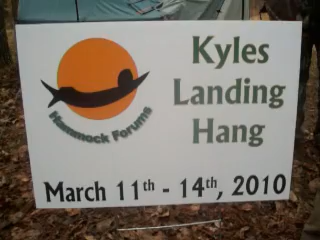 Kyles
Landing
Hang
Hammock Forums
March 11th - 14th, 2010